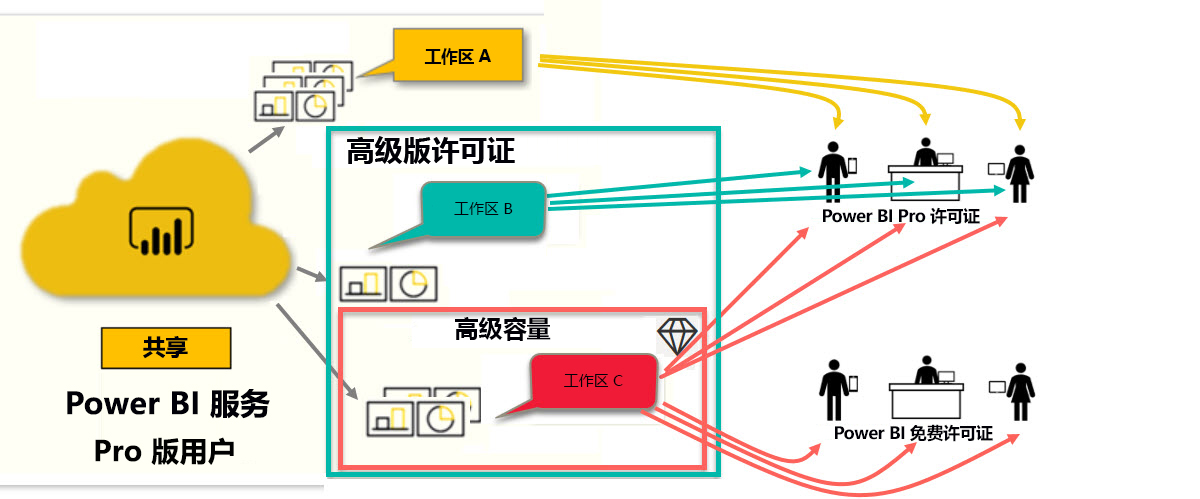 工作区 A
高级版许可证
工作区 B
Power BI Pro 许可证
高级容量
共享
工作区 C
Power BI 服务
Pro 版用户
Power BI 免费许可证